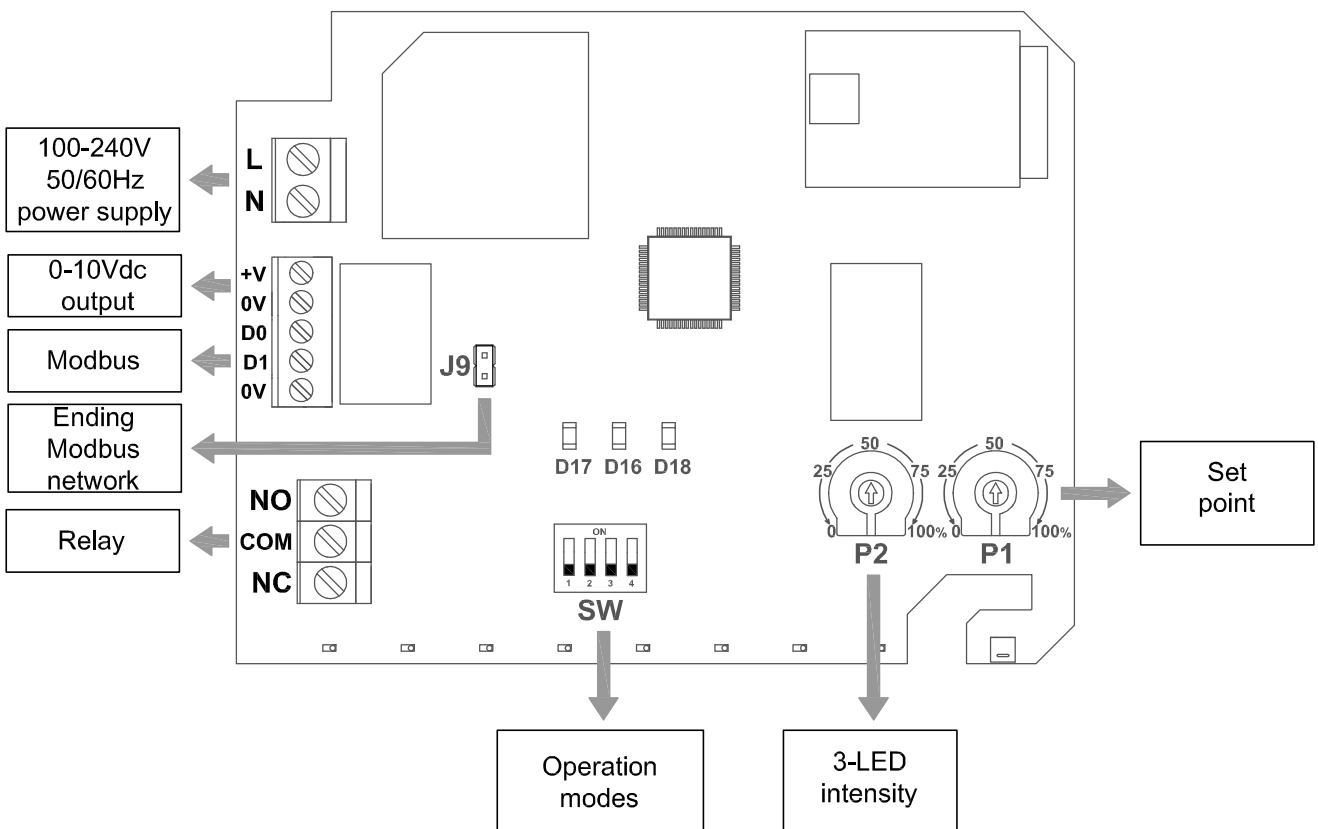 100-240V
50/60Hz
power supply
L
N
0-10Vdc
output
+V
0V
D0
D1
0V
Modbus
J9
Ending
Modbus
network
D17 D16 D18
Relay
NO
COM
NC
ON
1 2 3 4
SW
0 25 50 75 100%
P2
0 25 50 75 100%
P1
Set
point
Operation
modes
3-LED
intensity